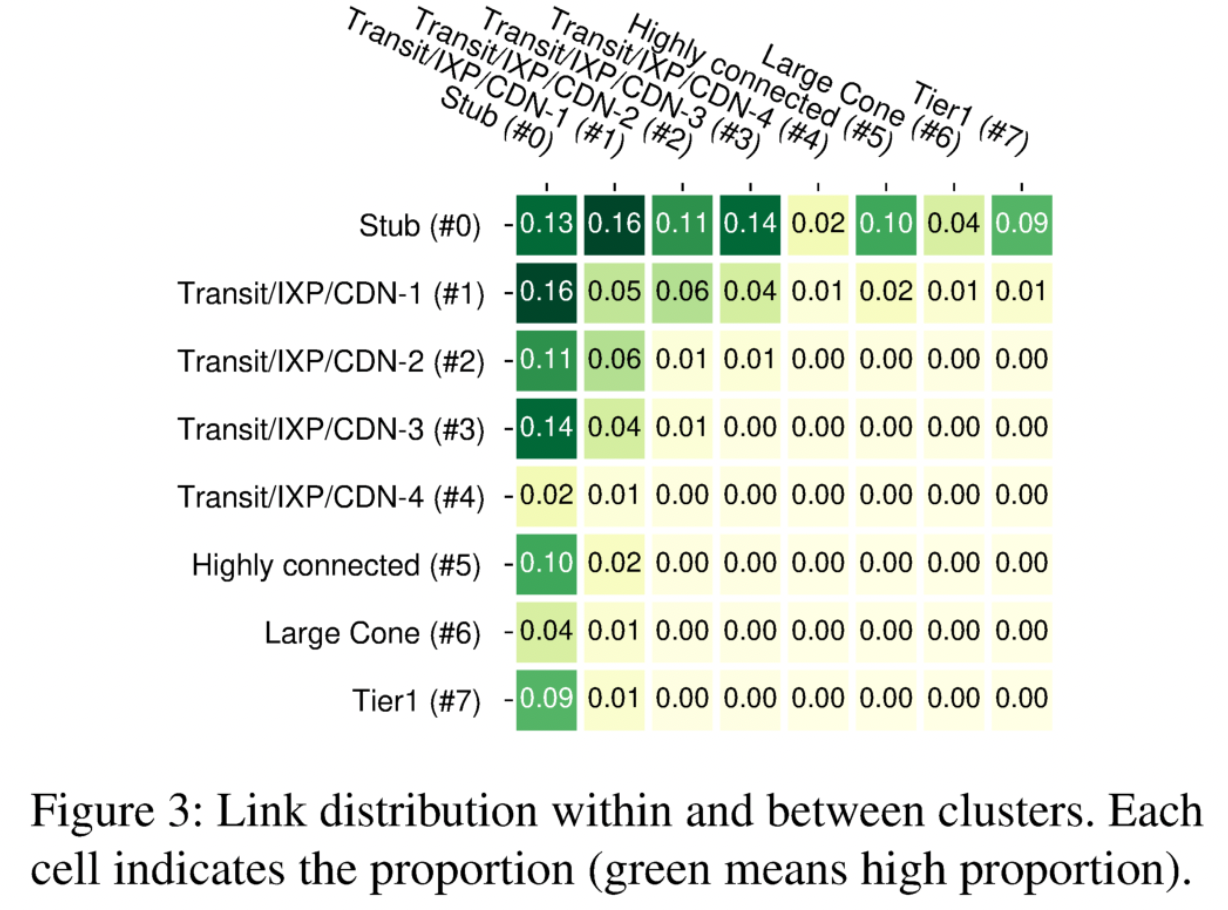 Stub (#0)
Transit/IXP/CDN-1 (#1)
Transit/IXP/CDN-2 (#2)
Transit/IXP/CDN-3 (#3)
Transit/IXP/CDN-4 (#4)
Highly connected (#5)
Large Cone (#6)
Tier1 (#7)
Stub (#0) 0.13 0.16 0.11 0.14 0.02 0.10 0.04 0.09
Transit/IXP/CDN-1 (#1) 0.16 0.05 0.06 0.04 0.01 0.02 0.01 0.01
Transit/IXP/CDN-2 (#2) 0.11 0.06 0.01 0.01 0.00 0.00 0.00 0.00
Transit/IXP/CDN-3 (#3) 0.14 0.04 0.01 0.00 0.00 0.00 0.00 0.00
Transit/IXP/CDN-4 (#4) 0.02 0.01 0.00 0.00 0.00 0.00 0.00 0.00
Highly connected (#5) 0.10 0.02 0.00 0.00 0.00 0.00 0.00 0.00
Large Cone (#6) 0.04 0.01 0.00 0.00 0.00 0.00 0.00 0.00
Tier1 (#7) 0.09 0.01 0.00 0.00 0.00 0.00 0.00 0.00
Figure 3: Link distribution within and between clusters. Each
cell indicates the proportion (green means high proportion).